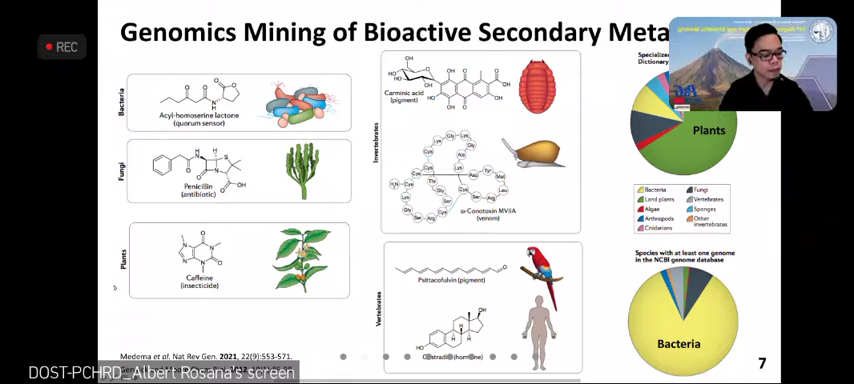 REC
Genomics Mining of Bioactive Secondary Meta
Bacteria
Acyl-homoserine lactone
(quorum sensor)
Fungi
Penicillin
(antibiotic)
Plants
Caffeine
(insecticide)
Invertebrates
Carminic acid
(pigment)
α-Conotoxin MVIIA
(venom)
Vertebrates
Psittacofulvin (pigment)
(hormone)
Specialized
Dictionary
Plants
Bacteria
Fungi
Land plants
Vertebrates
Algae
Sponges
Arthropods
Other
invertebrates
Cnidarians
Species with at least one genome
in the NCBI genome database
Bacteria
Medema et al. Nat Rev Gen. 2021, 22(9):553-571.
DOST-PCHRD_Albert Rosana's screen
7